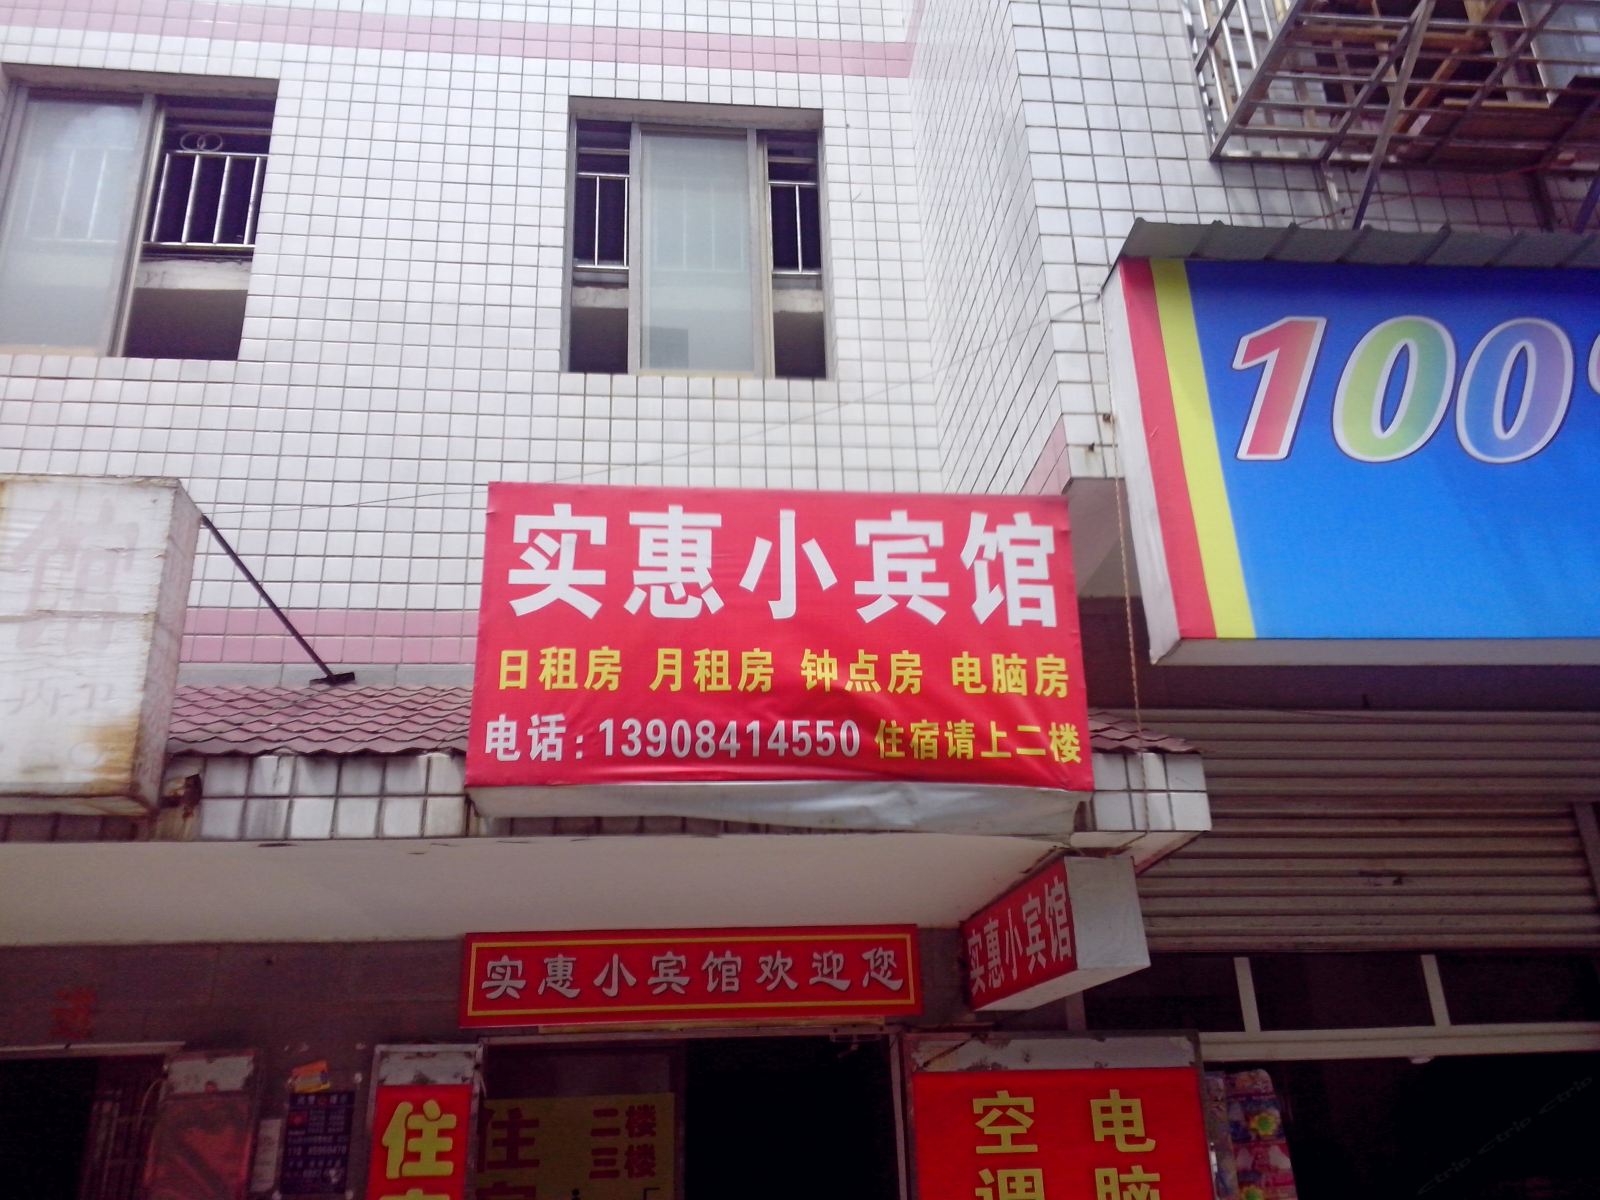 100
实惠小宾馆
日租房 月租房 钟点房 电脑房
电话:13908414550 住宿请上二楼
实惠小宾馆
实惠小宾馆欢迎您
住
住
二楼
三楼
空调
电脑